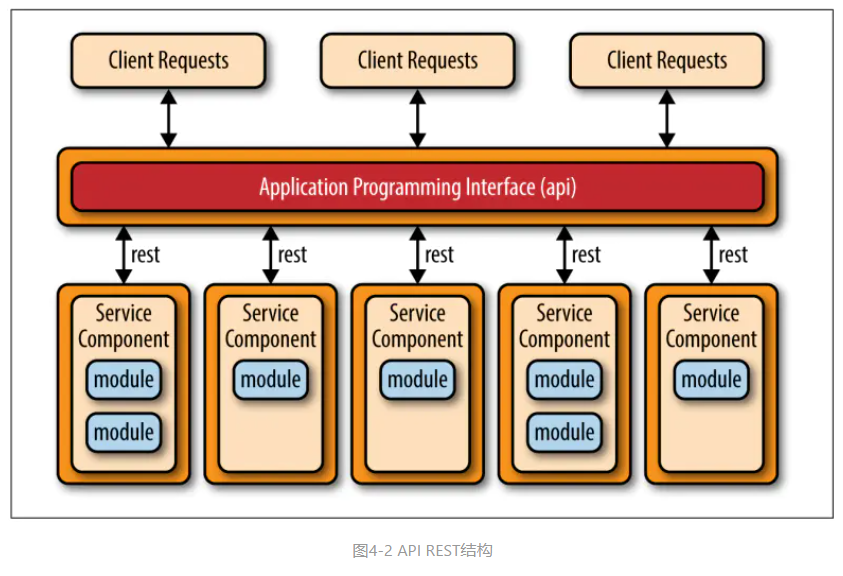 Client Requests
Client Requests
Client Requests
Application Programming Interface (api)
rest
rest
rest
rest
rest
Service
Component
module
module
Service
Component
module
Service
Component
module
Service
Component
module
module
Service
Component
module
图4-2 API REST结构